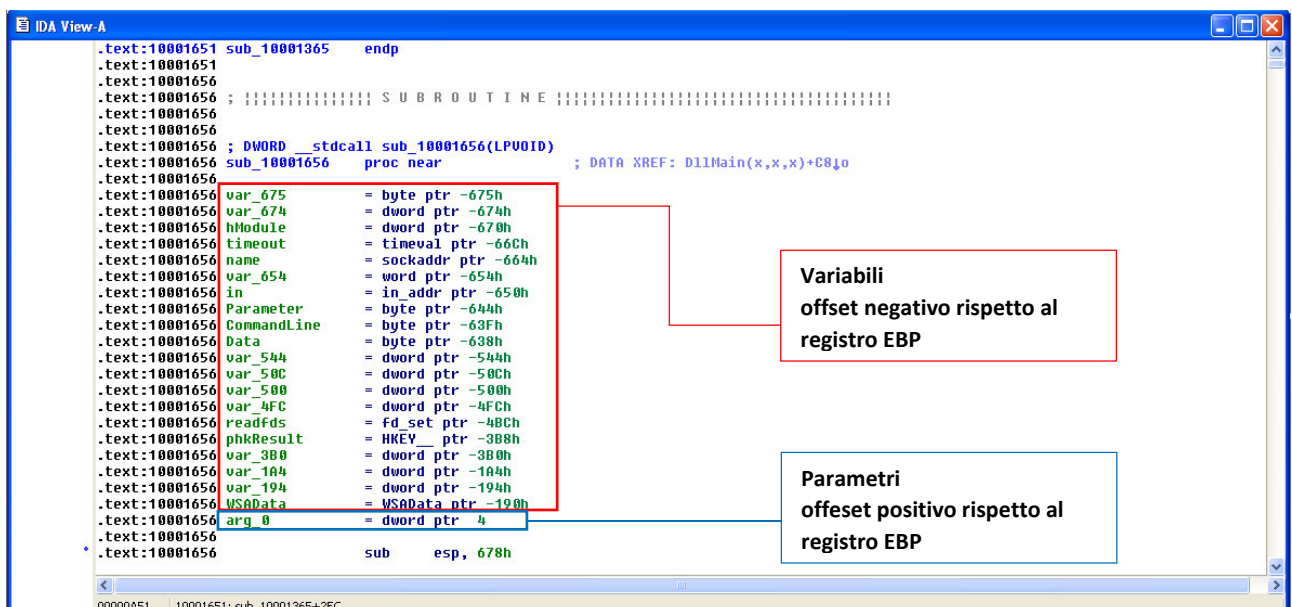 IDA View-A
.text:10001651 sub_10001365 endp
.text:10001651
.text:10001656
.text:10001656 ; ¦¦¦¦¦¦¦¦¦¦¦¦¦¦¦ S U B R O U T I N E ¦¦¦¦¦¦¦¦¦¦¦¦¦¦¦¦¦¦¦¦¦¦¦¦¦¦¦¦¦¦¦¦¦¦¦¦¦¦¦
.text:10001656
.text:10001656
.text:10001656 ; DWORD __stdcall sub_10001656(LPVOID)
.text:10001656 sub_10001656 proc near ; DATA XREF: DllMain(x,x,x)+C8↓o
.text:10001656
.text:10001656 var_675 = byte ptr -675h
.text:10001656 var_674 = dword ptr -674h
.text:10001656 hModule = dword ptr -670h
.text:10001656 timeout = timeval ptr -66Ch
.text:10001656 name = sockaddr ptr -664h
.text:10001656 var_654 = word ptr -654h
.text:10001656 in = in_addr ptr -650h
.text:10001656 Parameter = byte ptr -644h
.text:10001656 CommandLine = byte ptr -63Fh
.text:10001656 Data = byte ptr -638h
.text:10001656 var_544 = dword ptr -544h
.text:10001656 var_50C = dword ptr -50Ch
.text:10001656 var_500 = dword ptr -500h
.text:10001656 var_4FC = dword ptr -4FCh
.text:10001656 readfds = fd_set ptr -4BCh
.text:10001656 phkResult = HKEY__ ptr -3B8h
.text:10001656 var_3B0 = dword ptr -3B0h
.text:10001656 var_1A4 = dword ptr -1A4h
.text:10001656 var_194 = dword ptr -194h
.text:10001656 WSAData = WSAData ptr -190h
.text:10001656 arg_0 = dword ptr 4
.text:10001656
.text:10001656 sub esp, 678h
Variabili
offset negativo rispetto al
registro EBP
Parametri
offeset positivo rispetto al
registro EBP
00000A51 10001651: sub_10001365+2EC